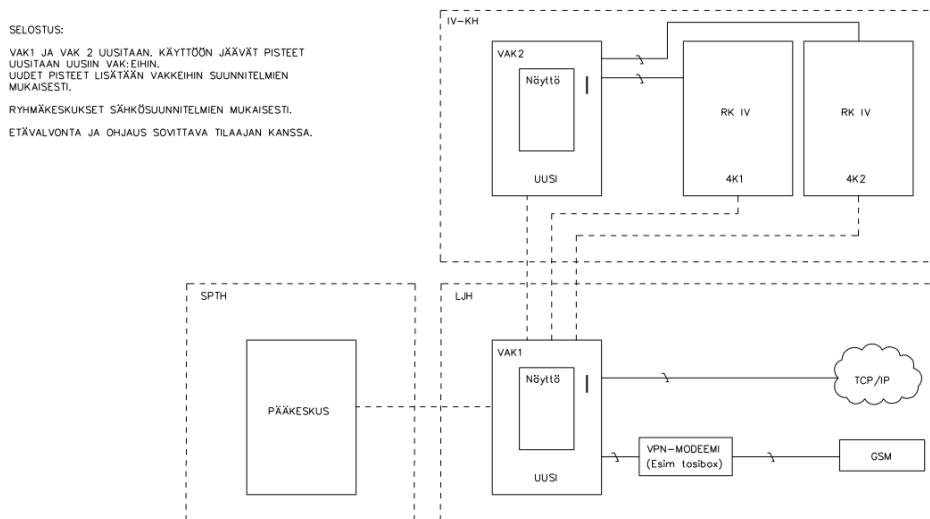 SELOSTUS:
VAK1 JA VAK 2 UUSITAAN. KÄYTTÖÖN JÄÄVÄT PISTEET
UUSITAAN UUSIIN VAK:EIHIN.
UUDET PISTEET LISÄTÄÄN VAKKEIHIN SUUNNITELMIEN
MUKAISESTI.
RYHMÄKESKUKSET SÄHKÖSUUNNITELMIEN MUKAISESTI.
ETÄVALVONTA JA OHJAUS SOVITTAVA TILAAJAN KANSSA.
IV-KH
VAK2
Näyttö
UUSI
RK IV
4K1
RK IV
4K2
SPTH
PÄÄKESKUS
LJH
VAK1
Näyttö
UUSI
TCP/IP
VPN-MODEEMI
(Esim tosibox)
GSM